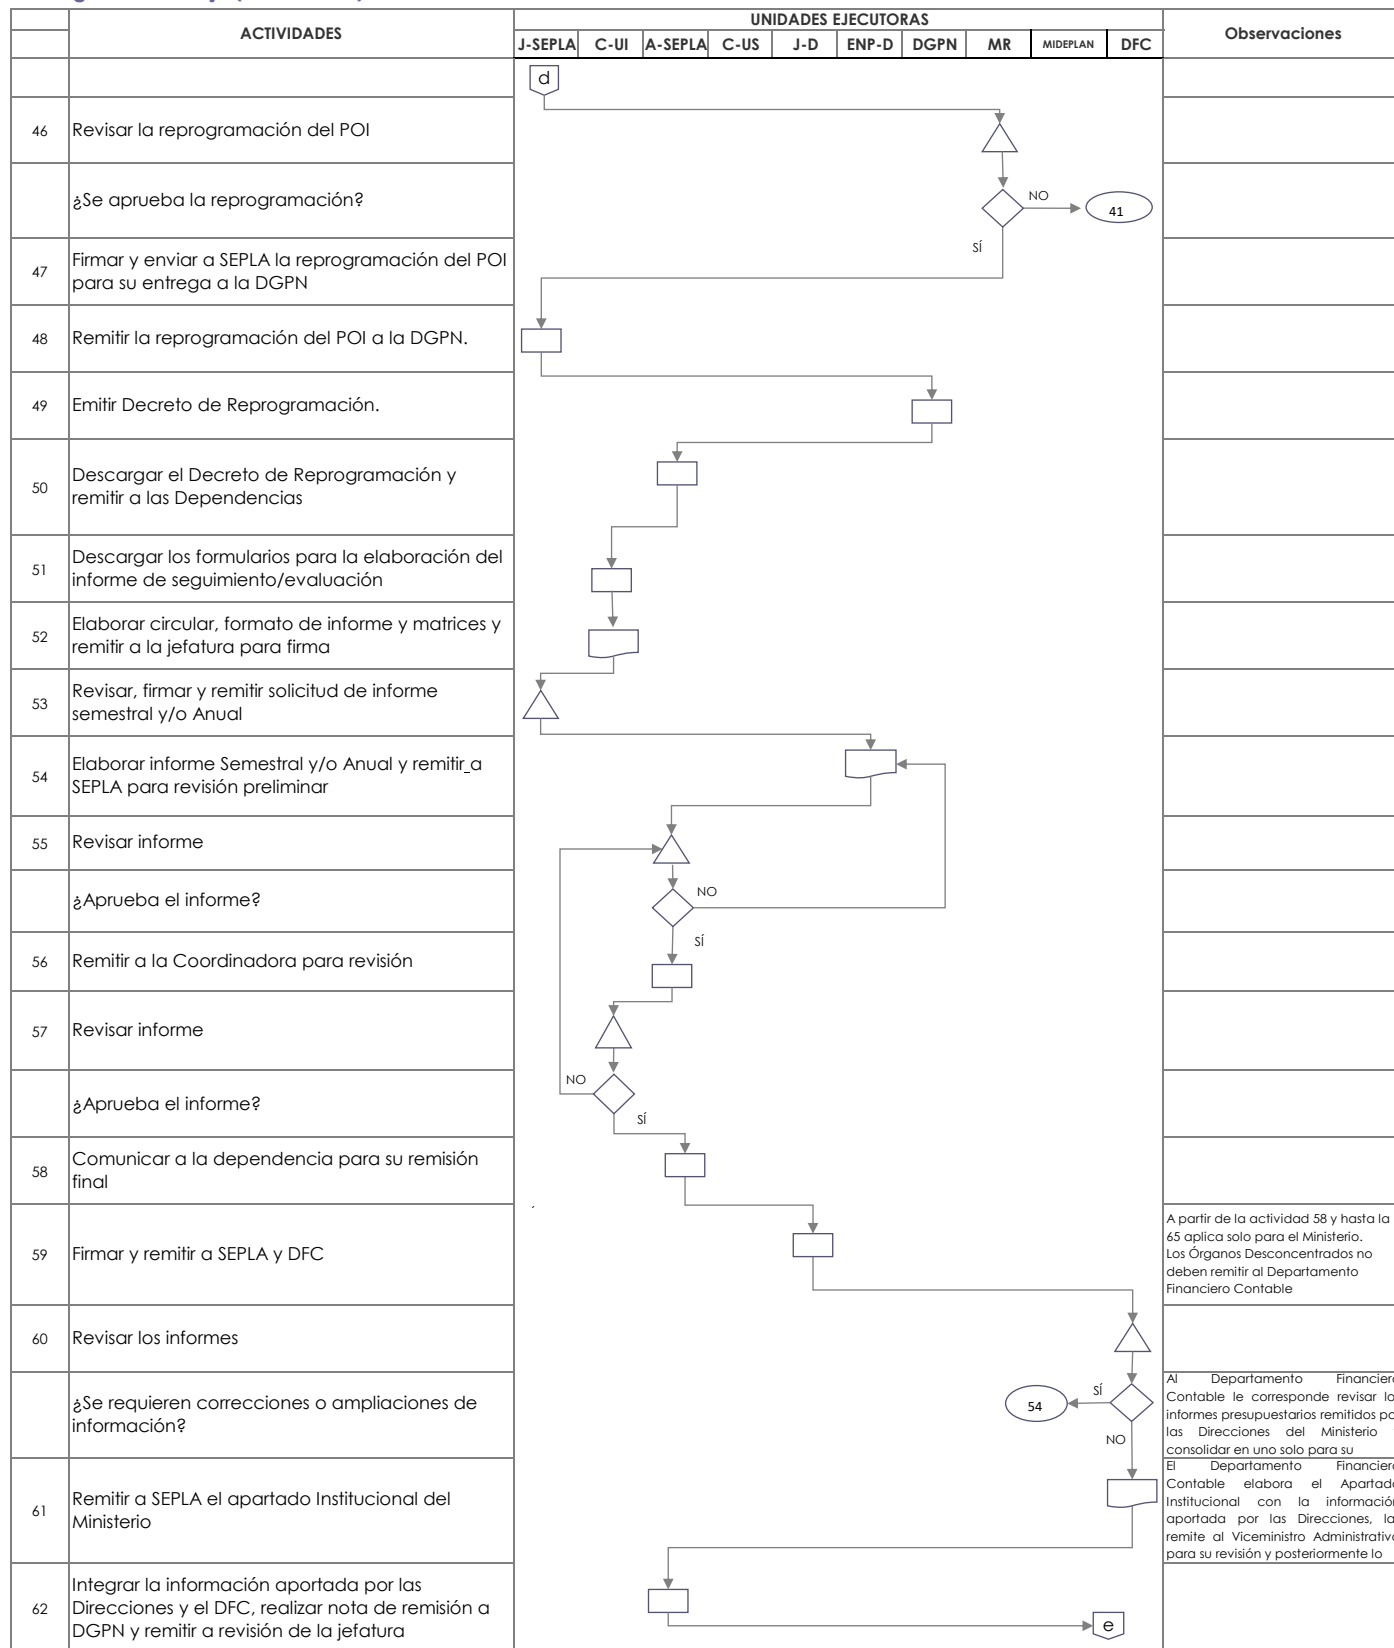 ACTIVIDADES
UNIDADES EJECUTORAS
Observaciones
J-SEPLA C-UI A-SEPLA C-US J-D ENP-D DGPN MR MIDEPLAN DFC
d
46 Revisar la reprogramación del POI
¿Se aprueba la reprogramación?
NO
41
SÍ
47 Firmar y enviar a SEPLA la reprogramación del POI
para su entrega a la DGPN
48 Remitir la reprogramación del POI a la DGPN.
49 Emitir Decreto de Reprogramación.
50 Descargar el Decreto de Reprogramación y
remitir a las Dependencias
51 Descargar los formularios para la elaboración del
informe de seguimiento/evaluación
52 Elaborar circular, formato de informe y matrices y
remitir a la jefatura para firma
53 Revisar, firmar y remitir solicitud de informe
semestral y/o Anual
54 Elaborar informe Semestral y/o Anual y remitir a
SEPLA para revisión preliminar
55 Revisar informe
¿Aprueba el informe?
NO
SÍ
56 Remitir a la Coordinadora para revisión
57 Revisar informe
¿Aprueba el informe?
NO
SÍ
58 Comunicar a la dependencia para su remisión
final
59 Firmar y remitir a SEPLA y DFC
A partir de la actividad 58 y hasta la
65 aplica solo para el Ministerio.
Los Órganos Desconcentrados no
deben remitir al Departamento
Financiero Contable
60 Revisar los informes
¿Se requieren correcciones o ampliaciones de
información?
54
SÍ
NO
Al Departamento Financiero
Contable le corresponde revisar
informes presupuestarios remitidos
las Direcciones del Ministerio
consolidar en uno solo para su
61 Remitir a SEPLA el apartado Institucional del
Ministerio
El Departamento Financiero
Contable elabora el Apartado
Institucional con la información
aportada por las Direcciones,
remite al Viceministro Administrativo
para su revisión y posteriormente lo
62 Integrar la información aportada por las
Direcciones y el DFC, realizar nota de remisión a
DGPN y remitir a revisión de la jefatura
e